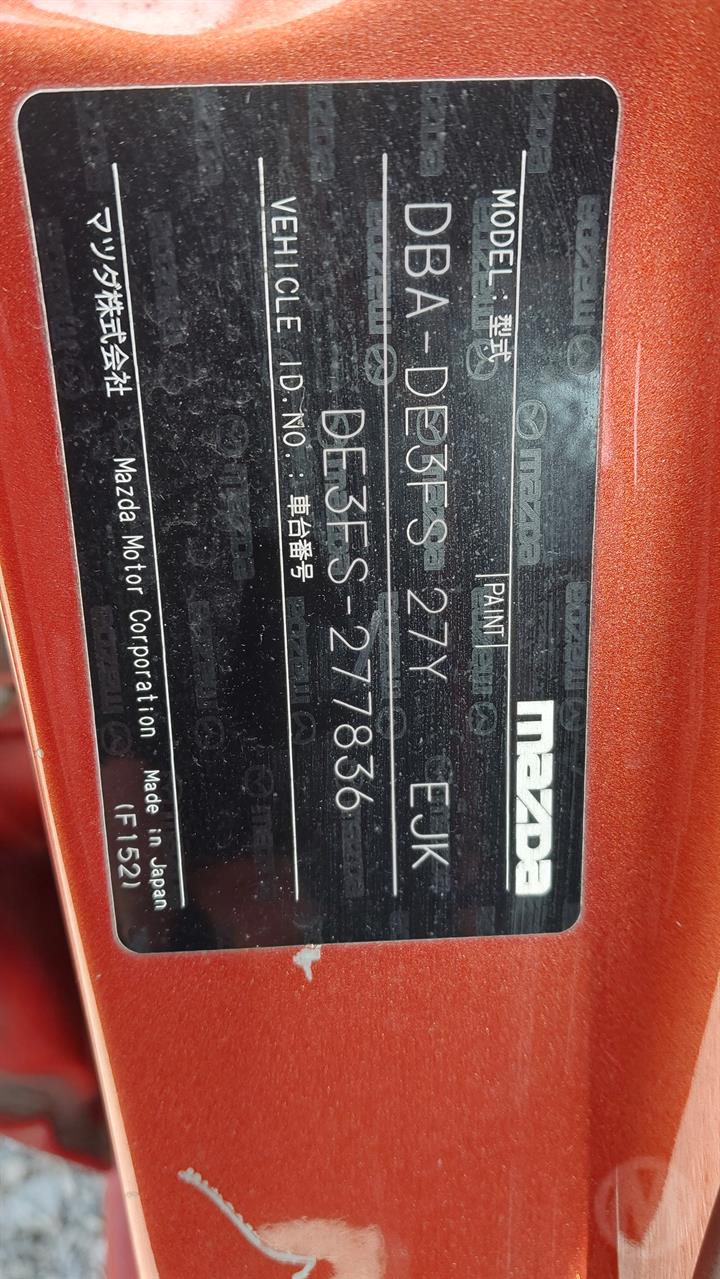 mazda
MODEL:型式 PAINT
DBA-DE3FS 27Y EJK
VEHICLE ID.NO.:車台番号
DE3FS-277836
マツダ株式会社 Mazda Motor Corporation Made in Japan
(F152)